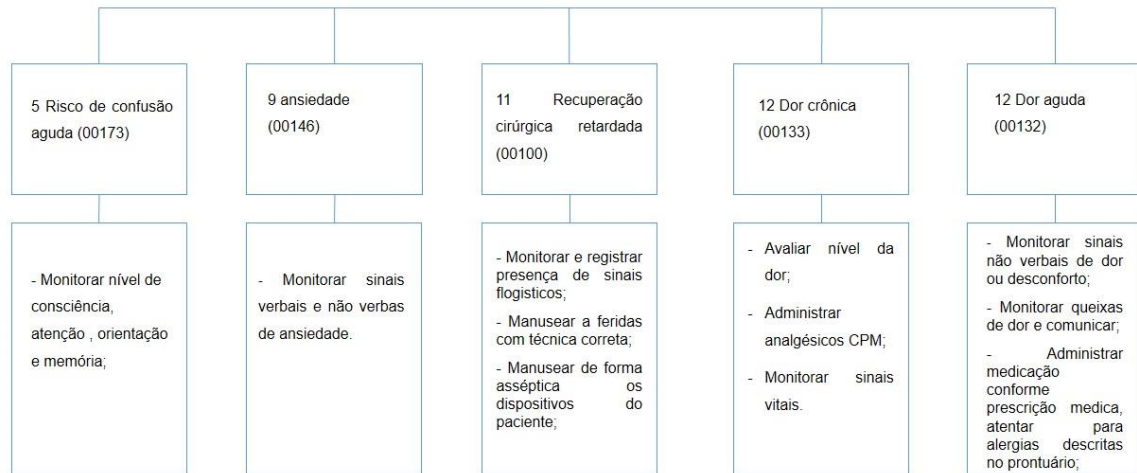 5 Risco de confusão
aguda (00173)
9 ansiedade
(00146)
11 Recuperação
cirúrgica retardada
(00100)
12 Dor crônica
(00133)
12 Dor aguda
(00132)
- Monitorar nível de
consciência,
atenção , orientação
e memória;
- Monitorar sinais
verbais e não verbas
de ansiedade.
- Monitorar e registrar
presença de sinais
flogisticos;
- Manusear a feridas
com técnica correta;
- Manusear de forma
asséptica os
dispositivos do
paciente;
- Avaliar nível da
dor;
- Administrar
analgésicos CPM;
- Monitorar sinais
vitais.
- Monitorar sinais
não verbais de dor
ou desconforto;
- Monitorar queixas
de dor e comunicar;
- Administrar
medicação
conforme
prescrição medica,
atentar para
alergias descritas
no prontuário;